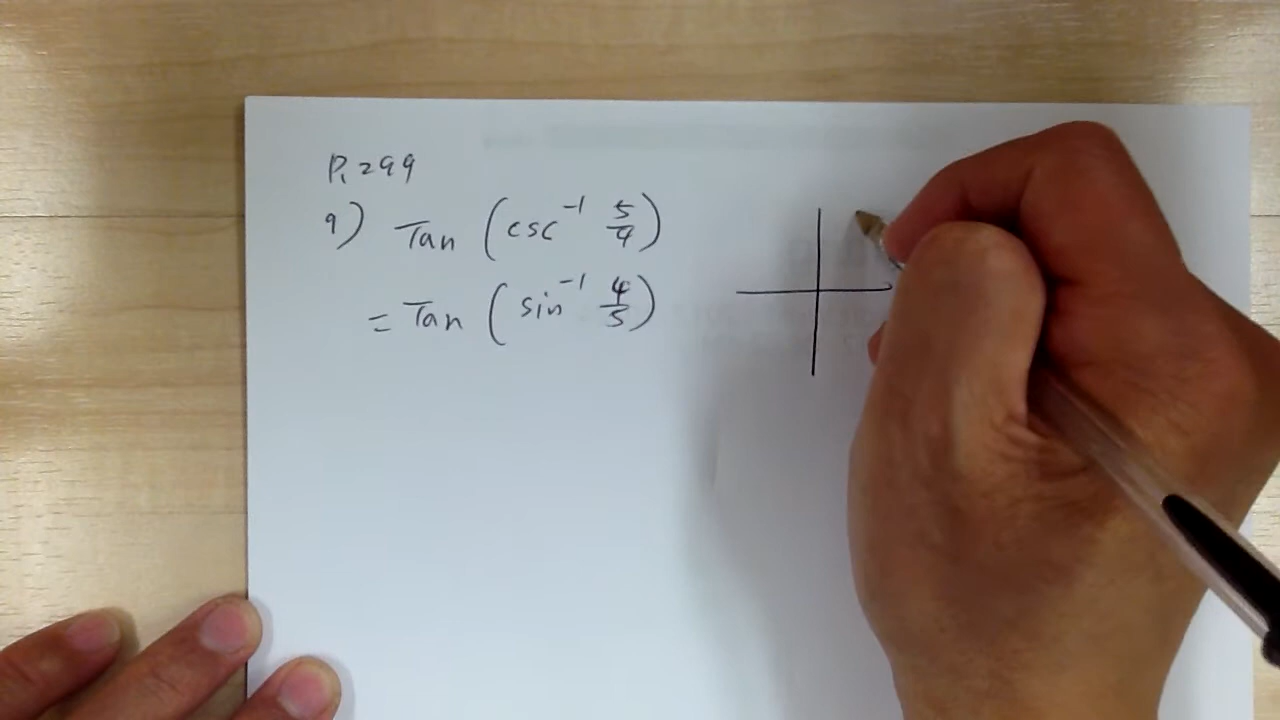 P. 299
9) Tan (csc⁻¹ 5/4)
= Tan (sin⁻¹ 4/5)